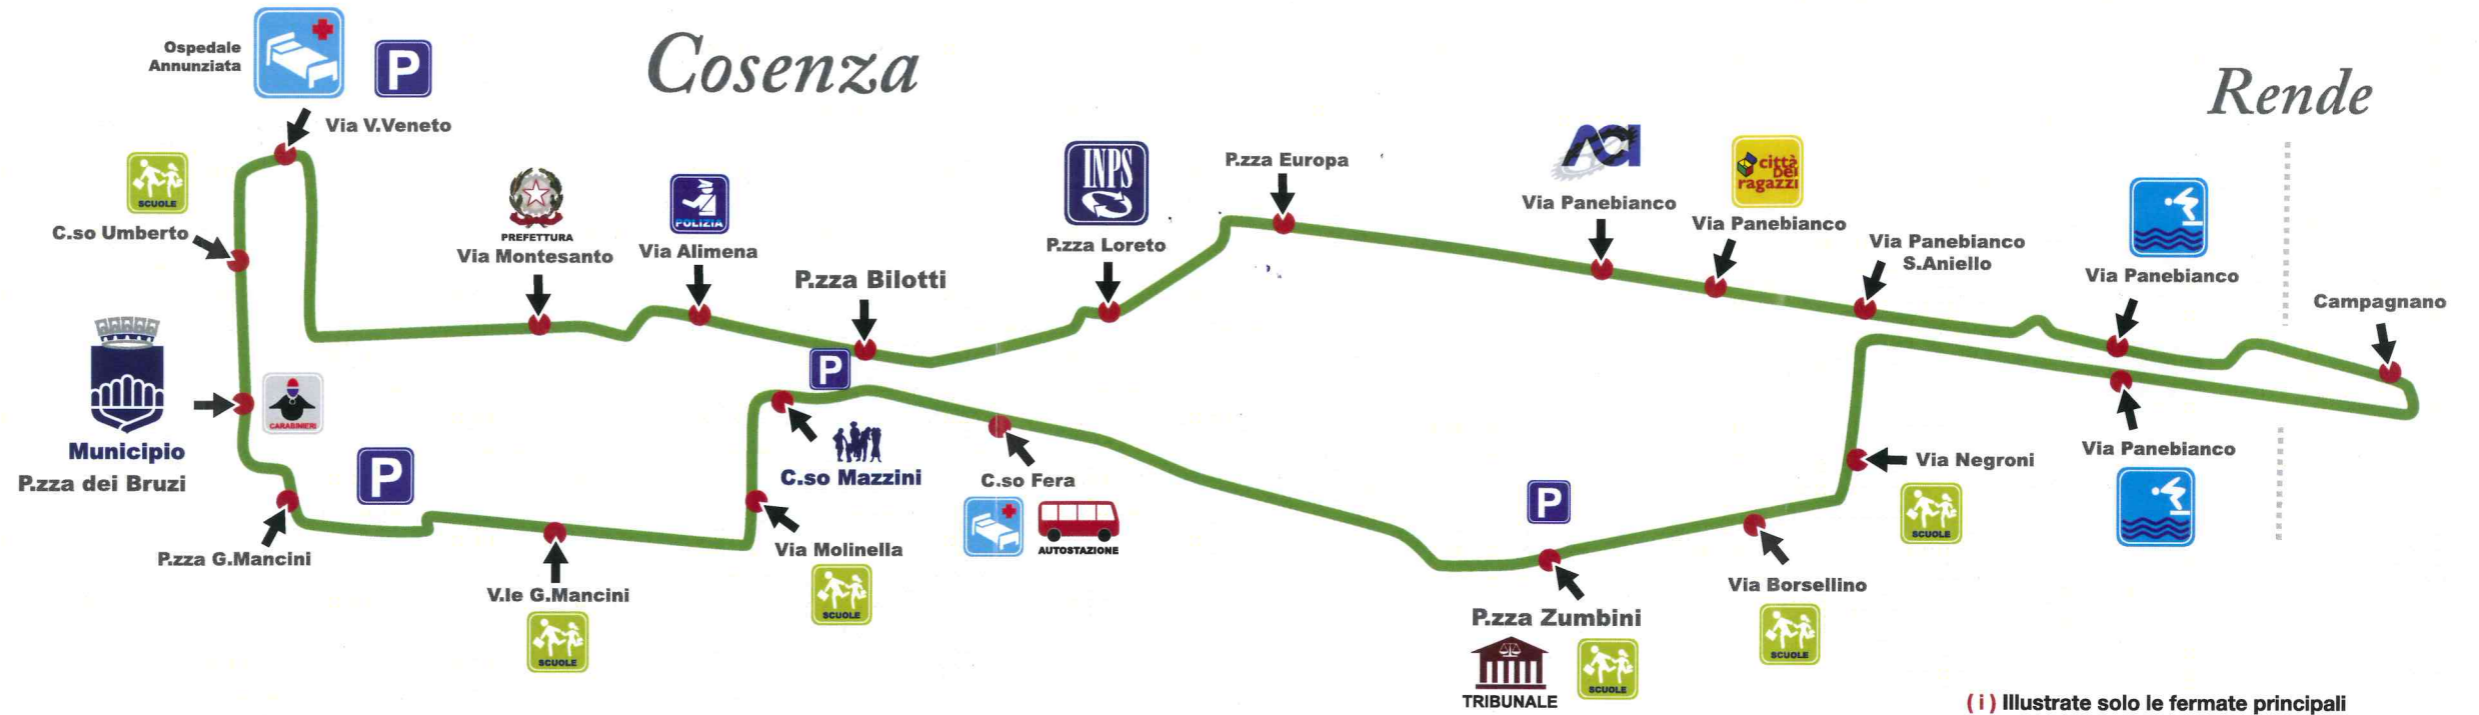 Cosenza
Rende
Ospedale
Annunziata
P
Via V.Veneto
SCUOLE
C.so Umberto
PREFETTURA
Via Montesanto
POLIZIA
Via Alimena
P.zza Bilotti
P
INPS
P.zza Loreto
P.zza Europa
ACI
Via Panebianco
città
dei
ragazzi
Via Panebianco
Via Panebianco
S.Aniello
Via Panebianco
Campagnano
CARABINIERI
Municipio
P.zza dei Bruzi
P
P.zza G.Mancini
V.le G.Mancini
SCUOLE
C.so Mazzini
Via Molinella
SCUOLE
C.so Fera
AUTOSTAZIONE
P
P.zza Zumbini
TRIBUNALE
SCUOLE
Via Borsellino
SCUOLE
Via Negroni
SCUOLE
Via Panebianco
(i) Illustrate solo le fermate principali